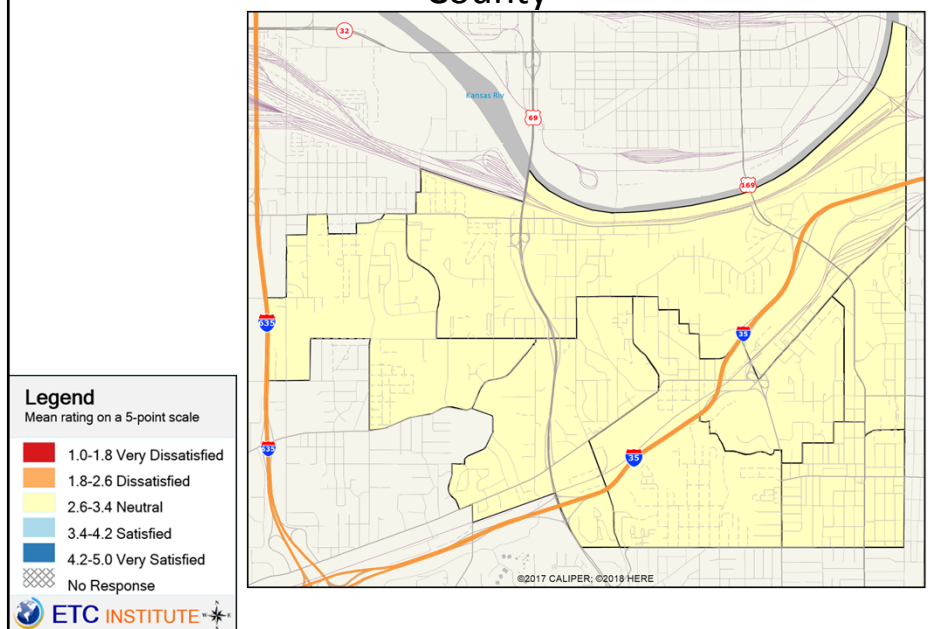 County
32
Kansas Riv
69
169
635
35
635
35
Legend
Mean rating on a 5-point scale
1.0-1.8 Very Dissatisfied
1.8-2.6 Dissatisfied
2.6-3.4 Neutral
3.4-4.2 Satisfied
4.2-5.0 Very Satisfied
No Response
ETC INSTITUTE
©2017 CALIPER; ©2018 HERE